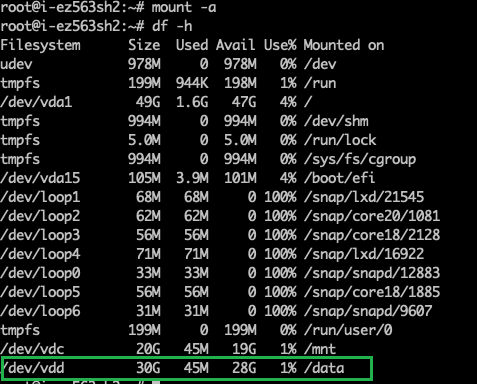 root@i-ez563sh2:~# mount -a
root@i-ez563sh2:~# df -h
Filesystem      Size  Used Avail Use% Mounted on
udev            978M     0  978M   0% /dev
tmpfs           199M  944K  198M   1% /run
/dev/vda1        49G  1.6G   47G   4% /
tmpfs           994M     0  994M   0% /dev/shm
tmpfs           5.0M     0  5.0M   0% /run/lock
tmpfs           994M     0  994M   0% /sys/fs/cgroup
/dev/vda15      105M  3.9M  101M   4% /boot/efi
/dev/loop1       68M   68M     0 100% /snap/lxd/21545
/dev/loop2       62M   62M     0 100% /snap/core20/1081
/dev/loop3       56M   56M     0 100% /snap/core18/2128
/dev/loop4       71M   71M     0 100% /snap/lxd/16922
/dev/loop0       33M   33M     0 100% /snap/snapd/12883
/dev/loop5       56M   56M     0 100% /snap/core18/1885
/dev/loop6       31M   31M     0 100% /snap/snapd/9607
tmpfs           199M     0  199M   0% /run/user/0
/dev/vdc         20G   45M   19G   1% /mnt
/dev/vdd         30G   45M   28G   1% /data